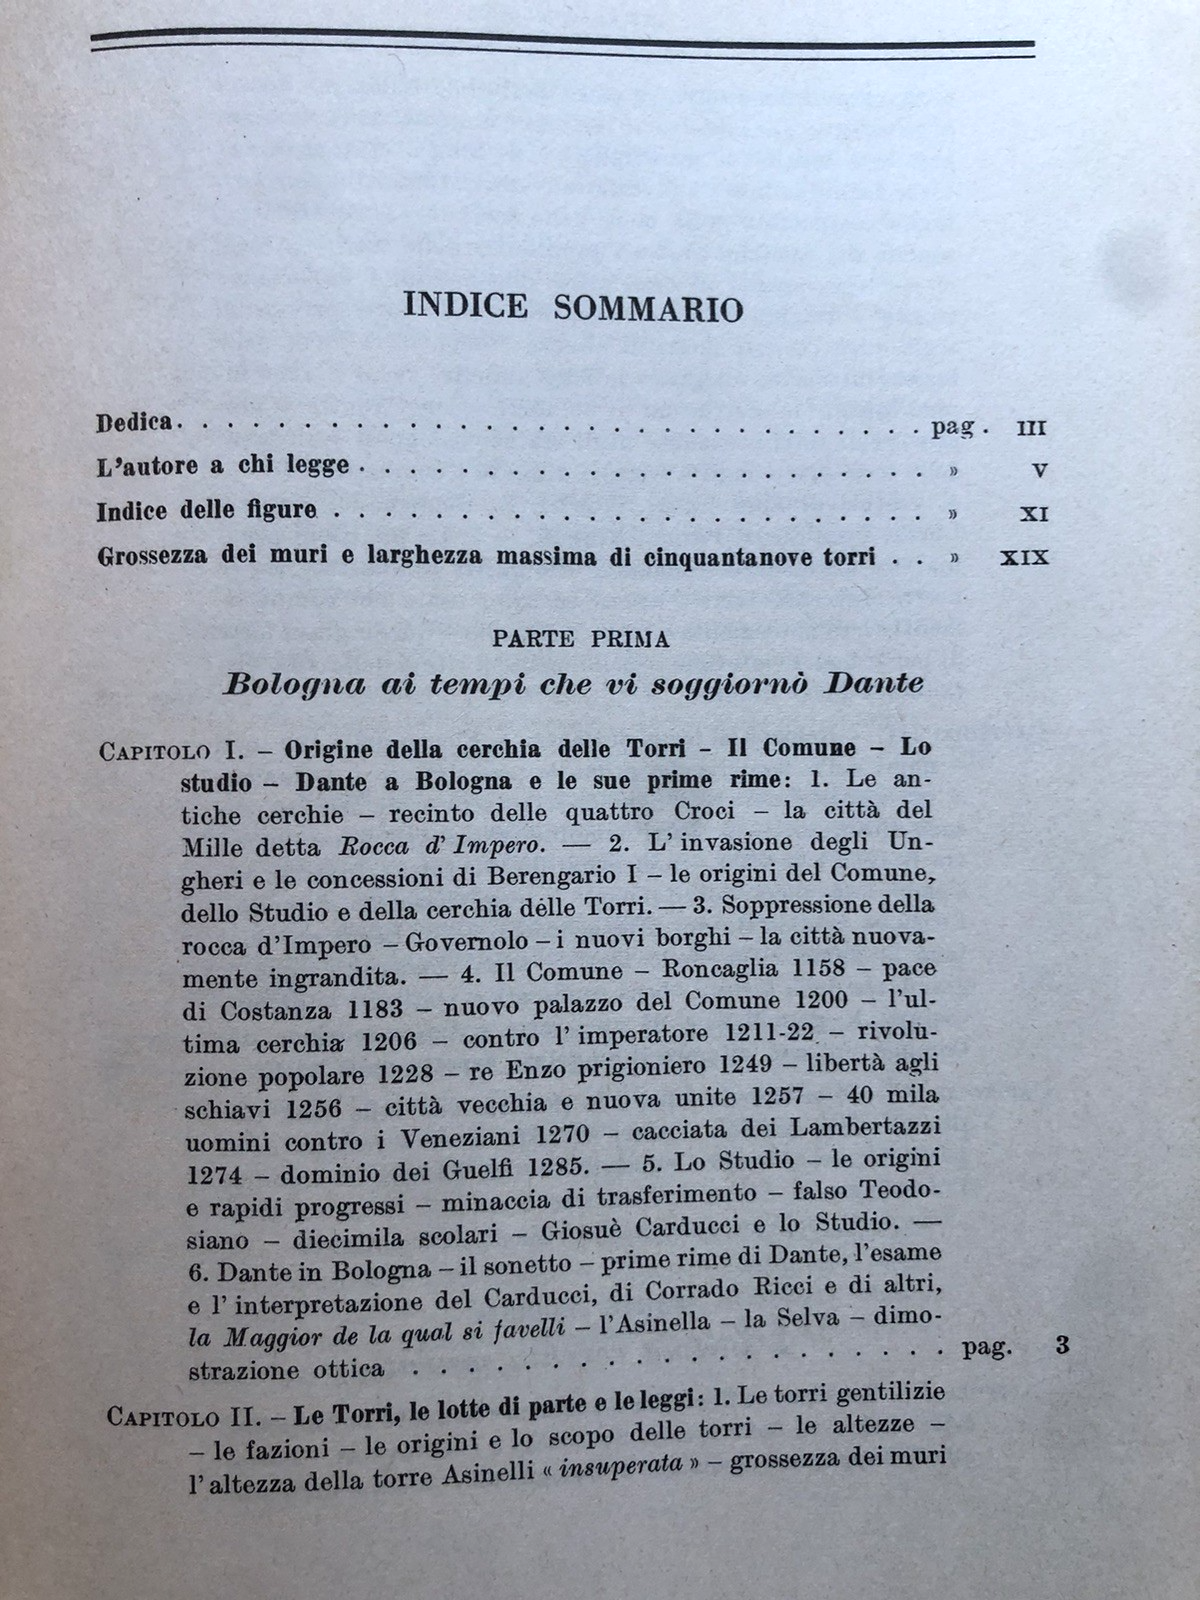 INDICE SOMMARIO
Dedica. . . . . . . . . . . . . . . . . . . . . . . . . . . . . . pag. III
L'autore a chi legge . . . . . . . . . . . . . . . . . . . . . . . » V
Indice delle figure . . . . . . . . . . . . . . . . . . . . . . . . » XI
Grossezza dei muri e larghezza massima di cinquantanove torri . . » XIX
PARTE PRIMA
Bologna ai tempi che vi soggiornò Dante
CAPITOLO I. – Origine della cerchia delle Torri – Il Comune – Lo
studio – Dante a Bologna e le sue prime rime: 1. Le an-
tiche cerchie – recinto delle quattro Croci – la città del
Mille detta Rocca d' Impero. — 2. L' invasione degli Un-
gheri e le concessioni di Berengario I – le origini del Comune,
dello Studio e della cerchia delle Torri. — 3. Soppressione della
rocca d'Impero – Governolo – i nuovi borghi – la città nuova-
mente ingrandita. — 4. Il Comune – Roncaglia 1158 – pace
di Costanza 1183 – nuovo palazzo del Comune 1200 – l'ul-
tima cerchia 1206 – contro l' imperatore 1211-22 – rivolu-
zione popolare 1228 – re Enzo prigioniero 1249 – libertà agli
schiavi 1256 – città vecchia e nuova unite 1257 – 40 mila
uomini contro i Veneziani 1270 – cacciata dei Lambertazzi
1274 – dominio dei Guelfi 1285. — 5. Lo Studio – le origini
e rapidi progressi – minaccia di trasferimento – falso Teodo-
siano – diecimila scolari – Giosuè Carducci e lo Studio. —
6. Dante in Bologna – il sonetto – prime rime di Dante, l'esame
e l' interpretazione del Carducci, di Corrado Ricci e di altri,
la Maggior de la qual si favelli – l'Asinella – la Selva – dimo-
strazione ottica . . . . . . . . . . . . . . . . . . pag. 3
CAPITOLO II. – Le Torri, le lotte di parte e le leggi: 1. Le torri gentilizie
– le fazioni – le origini e lo scopo delle torri – le altezze –
l' altezza della torre Asinelli « insuperata » – grossezza dei muri